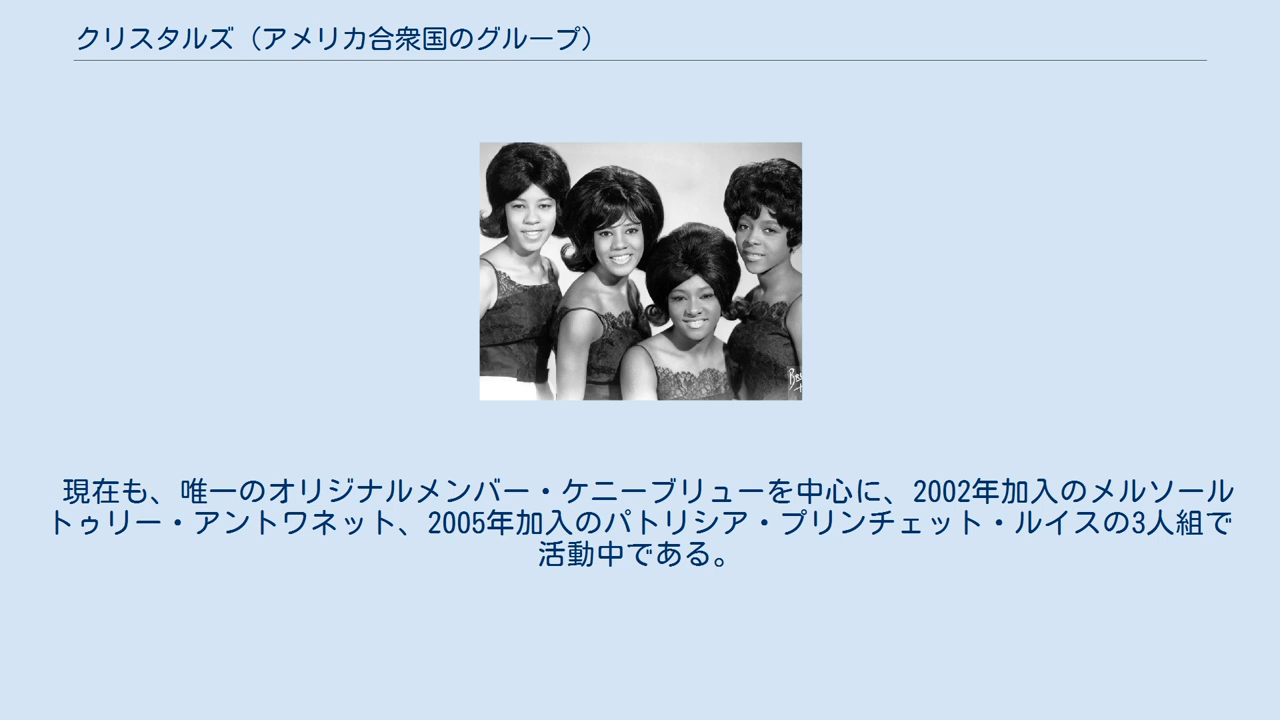 クリスタルズ（アメリカ合衆国のグループ）
現在も、唯一のオリジナルメンバー・ケニーブリューを中心に、2002年加入のメルソール
トゥリー・アントワネット、2005年加入のパトリシア・プリンチェット・ルイスの3人組で
活動中である。